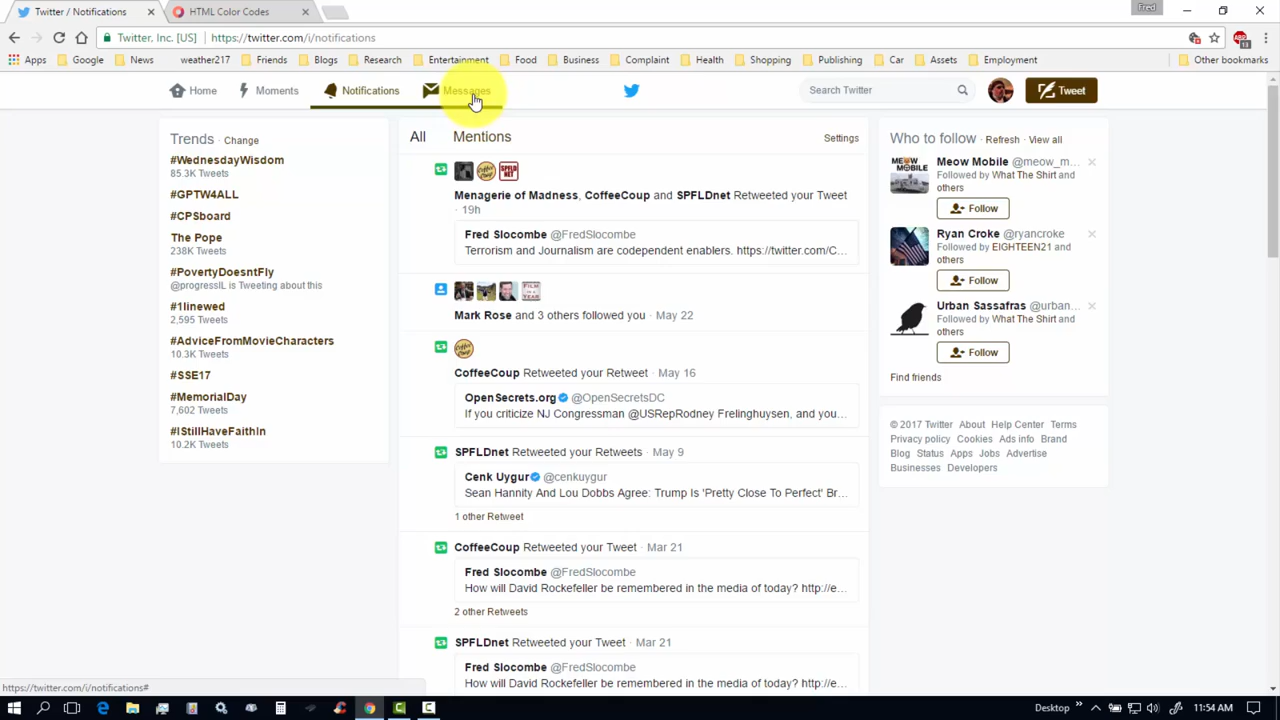 Twitter / Notifications
HTML Color Codes
Fred
Twitter, Inc. [US]
https://twitter.com/i/notifications
Apps
Google
News
weather217
Friends
Blogs
Research
Entertainment
Food
Business
Complaint
Health
Shopping
Publishing
Car
Assets
Employment
Other bookmarks
Home
Moments
Notifications
Messages
Search Twitter
Tweet
Trends · Change
#WednesdayWisdom
85.3K Tweets
#GPTW4ALL
#CPSboard
The Pope
238K Tweets
#PovertyDoesntFly
@progressIL is Tweeting about this
#1linewed
2,595 Tweets
#AdviceFromMovieCharacters
10.3K Tweets
#SSE17
#MemorialDay
7,602 Tweets
#IStillHaveFaithIn
10.2K Tweets
All
Mentions
Settings
Menagerie of Madness, CoffeeCoup and SPFLDnet Retweeted your Tweet
· 19h
Fred Slocombe @FredSlocombe
Terrorism and Journalism are codependent enablers. https://twitter.com/C...
Mark Rose and 3 others followed you · May 22
CoffeeCoup Retweeted your Retweet · May 16
OpenSecrets.org @OpenSecretsDC
If you criticize NJ Congressman @USRepRodney Frelinghuysen, and you...
SPFLDnet Retweeted your Retweets · May 9
Cenk Uygur @cenkuygur
Sean Hannity And Lou Dobbs Agree: Trump Is 'Pretty Close To Perfect' Br...
1 other Retweet
CoffeeCoup Retweeted your Tweet · Mar 21
Fred Slocombe @FredSlocombe
How will David Rockefeller be remembered in the media of today? http://e...
2 other Retweets
SPFLDnet Retweeted your Tweet · Mar 21
Fred Slocombe @FredSlocombe
How will David Rockefeller be remembered in the media of today? http://e...
Who to follow · Refresh · View all
Meow Mobile @meow_m...
Followed by What The Shirt and
others
Follow
Ryan Croke @ryancroke
Followed by EIGHTEEN21 and
others
Follow
Urban Sassafras @urban...
Followed by What The Shirt and
others
Follow
Find friends
© 2017 Twitter About Help Center Terms
Privacy policy Cookies Ads info Brand
Blog Status Apps Jobs Advertise
Businesses Developers
https://twitter.com/i/notifications#
Desktop
11:54 AM